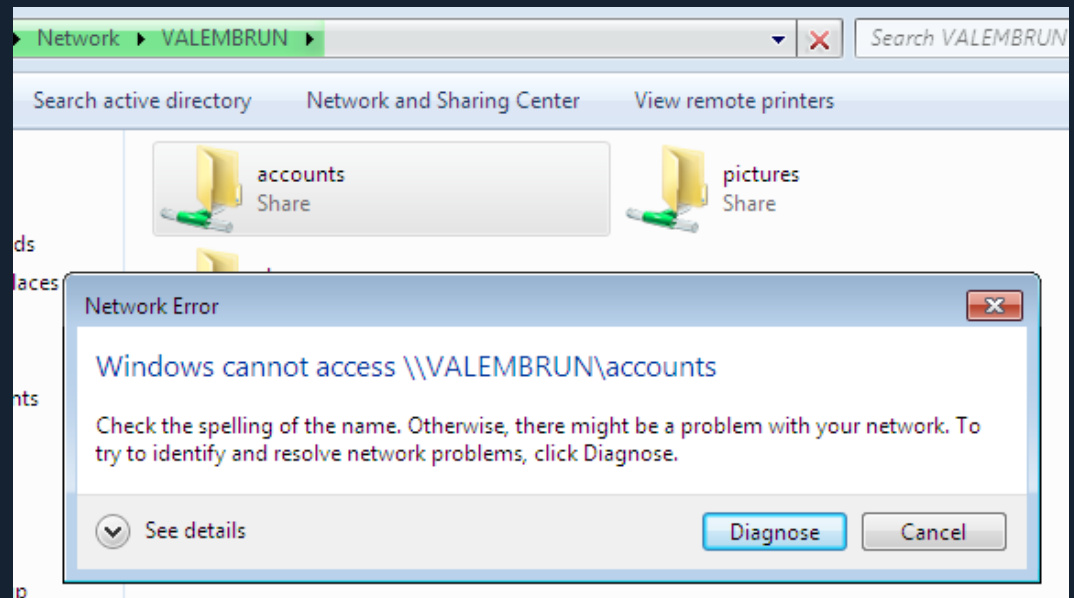 Network VALEMBRUN
Search VALEMBRUN
Search active directory Network and Sharing Center View remote printers
accounts
Share
pictures
Share
ds
laces
nts
p
Network Error
Windows cannot access \\VALEMBRUN\accounts
Check the spelling of the name. Otherwise, there might be a problem with your network. To
try to identify and resolve network problems, click Diagnose.
See details
Diagnose Cancel